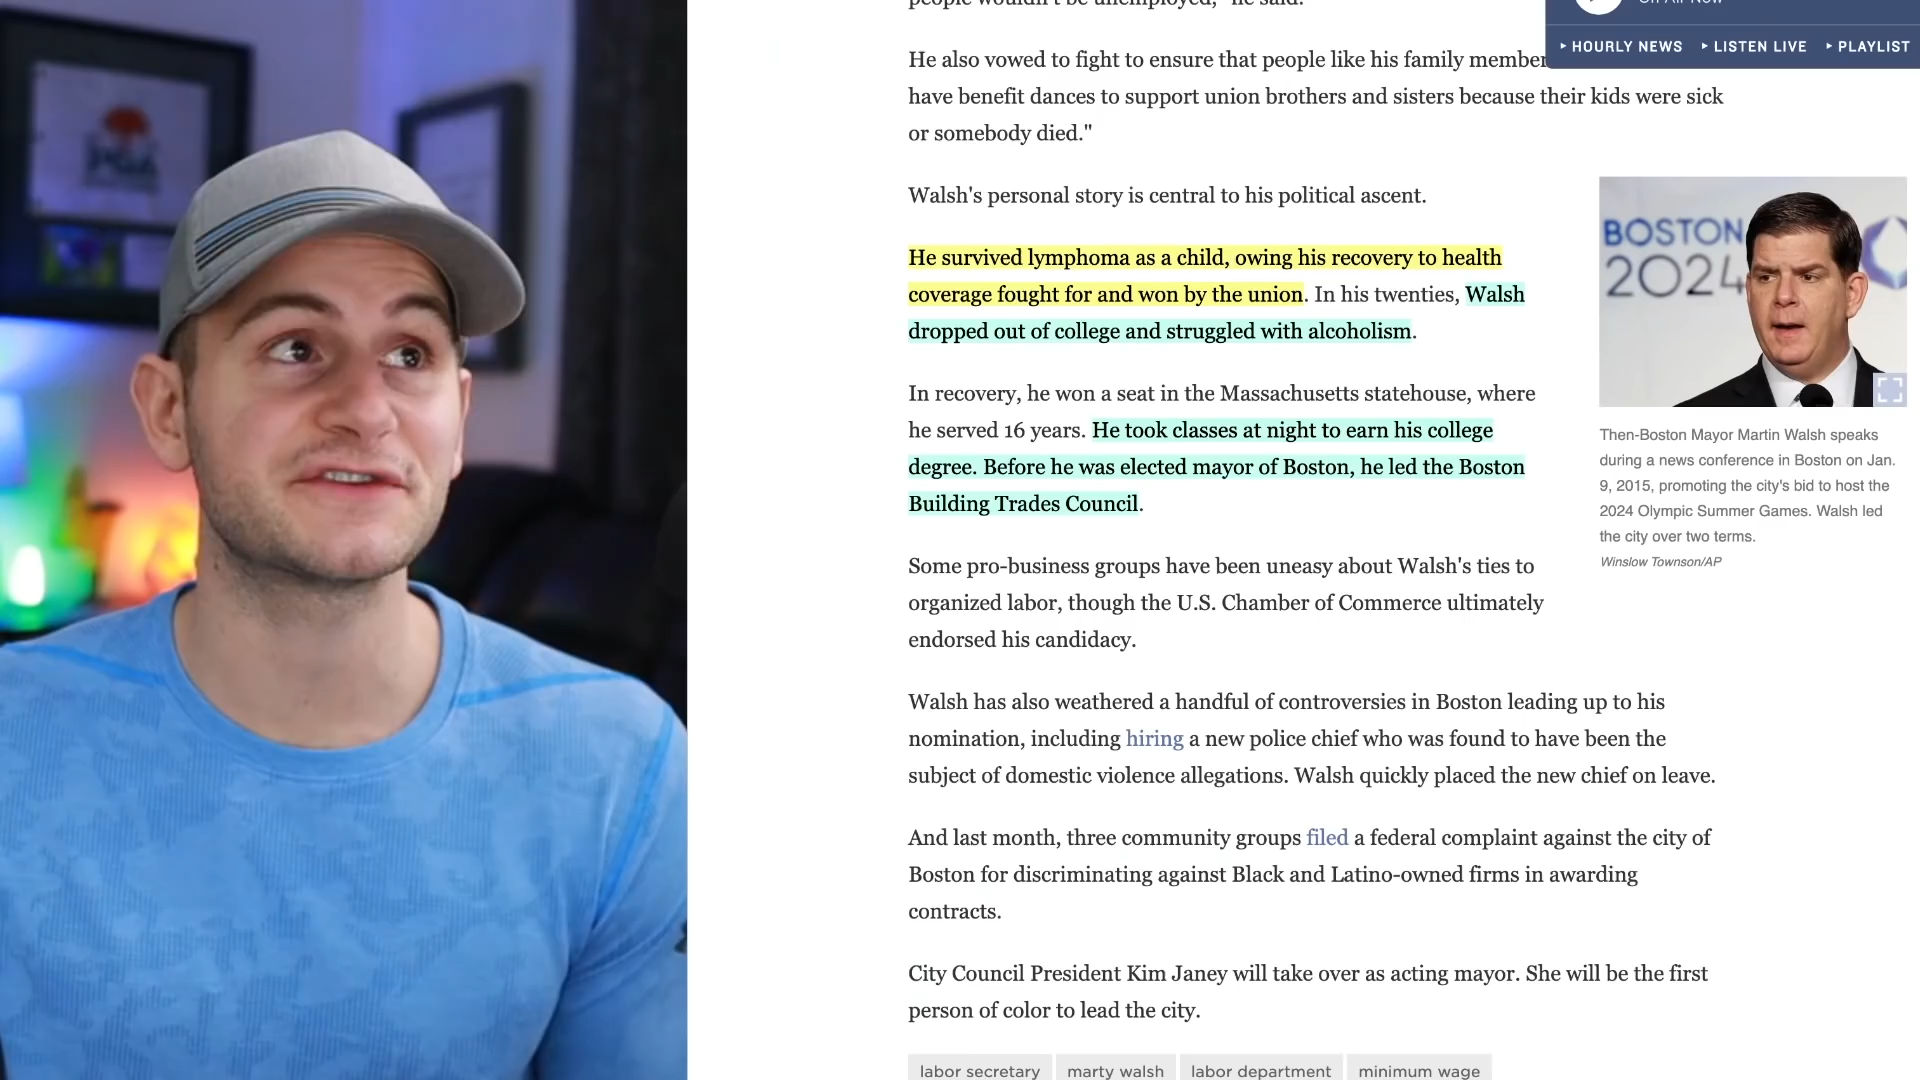 people wouldn't be unemployed," he said.
On Air Now
HOURLY NEWS
LISTEN LIVE
PLAYLIST
He also vowed to fight to ensure that people like his family member
have benefit dances to support union brothers and sisters because their kids were sick
or somebody died."
Walsh's personal story is central to his political ascent.
He survived lymphoma as a child, owing his recovery to health
coverage fought for and won by the union. In his twenties, Walsh
dropped out of college and struggled with alcoholism.
In recovery, he won a seat in the Massachusetts statehouse, where
he served 16 years. He took classes at night to earn his college
degree. Before he was elected mayor of Boston, he led the Boston
Building Trades Council.
BOSTON
2024
Then-Boston Mayor Martin Walsh speaks
during a news conference in Boston on Jan.
9, 2015, promoting the city's bid to host the
2024 Olympic Summer Games. Walsh led
the city over two terms.
Winslow Townson/AP
Some pro-business groups have been uneasy about Walsh's ties to
organized labor, though the U.S. Chamber of Commerce ultimately
endorsed his candidacy.
Walsh has also weathered a handful of controversies in Boston leading up to his
nomination, including hiring a new police chief who was found to have been the
subject of domestic violence allegations. Walsh quickly placed the new chief on leave.
And last month, three community groups filed a federal complaint against the city of
Boston for discriminating against Black and Latino-owned firms in awarding
contracts.
City Council President Kim Janey will take over as acting mayor. She will be the first
person of color to lead the city.
labor secretary
marty walsh
labor department
minimum wage